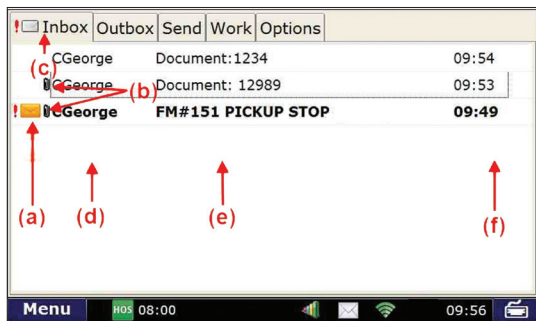 Inbox Outbox Send Work Options
CGeorge Document:1234 09:54
(c)
CGeorge Document: 12989 09:53
(b)
CGeorge FM#151 PICKUP STOP 09:49
(a) (d) (e) (f)
Menu HOS 08:00 09:56